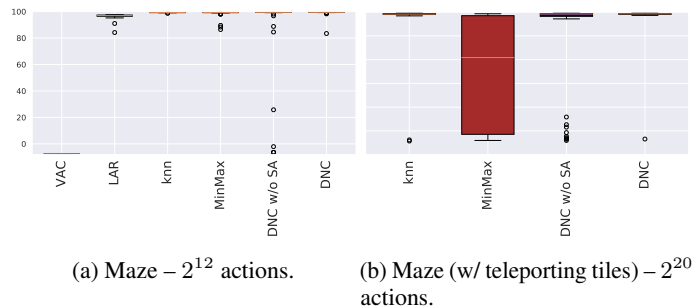 100
80
60
40
20
0
VAC
LAR
knn
MinMax
DNC w/o SA
DNC
knn
MinMax
DNC w/o SA
DNC
(a) Maze – 2^12 actions.
(b) Maze (w/ teleporting tiles) – 2^20
actions.